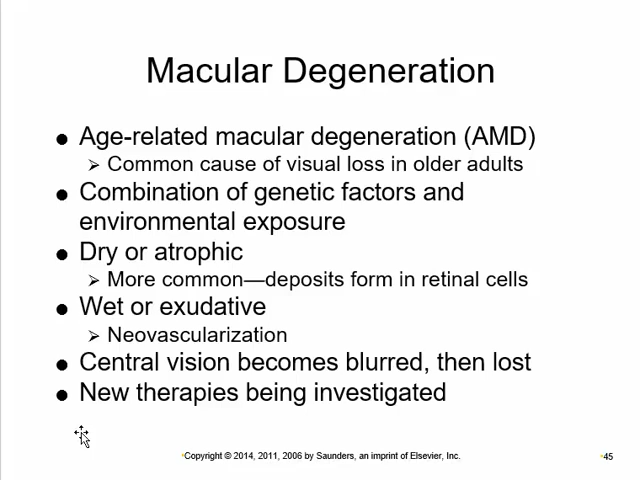 Macular Degeneration
● Age-related macular degeneration (AMD)
➢ Common cause of visual loss in older adults
● Combination of genetic factors and
environmental exposure
● Dry or atrophic
➢ More common—deposits form in retinal cells
● Wet or exudative
➢ Neovascularization
● Central vision becomes blurred, then lost
● New therapies being investigated
•Copyright © 2014, 2011, 2006 by Saunders, an imprint of Elsevier, Inc.
•45